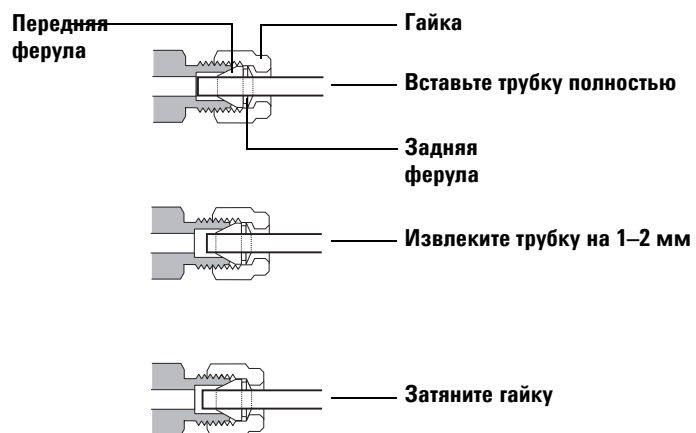 Передняя
ферула
Гайка
Вставьте трубку полностью
Задняя
ферула
Извлеките трубку на 1–2 мм
Затяните гайку